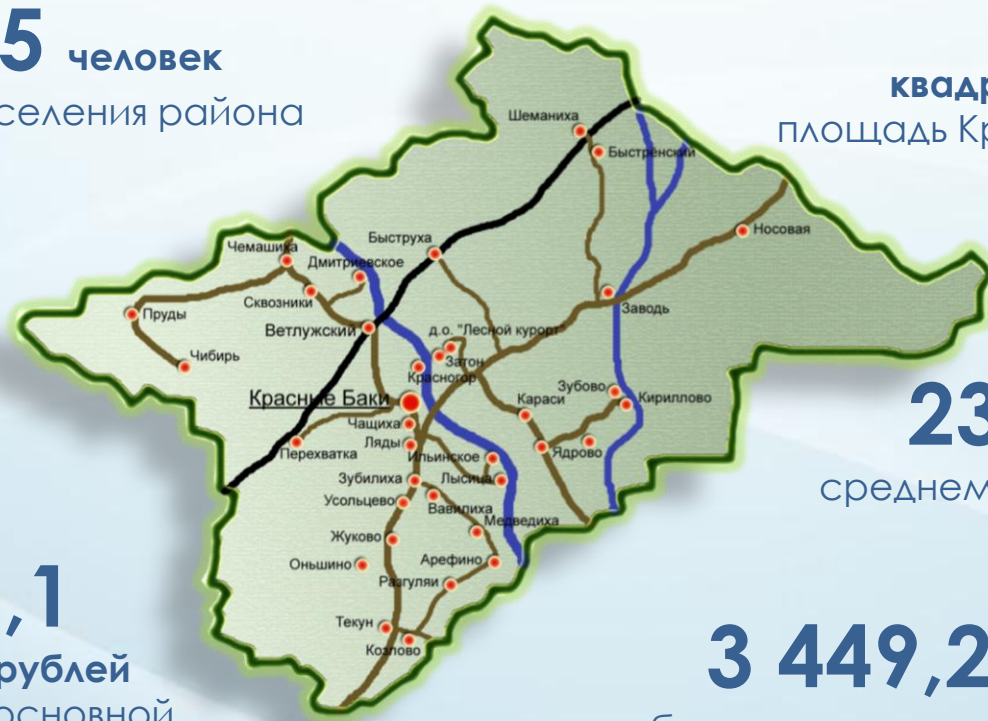 5 человек
селения района
квадр
площадь Кр
Шеманиха
Быстренский
Носовая
Быструха
Чемашиха
Дмитриевское
Сквозники
Заводь
Пруды
Ветлужский
д.о. "Лесной курорт"
Чибирь
Затон
Красногор
Зубово
Кириллово
Красные Баки
Караси
Чащиха
Ляды
Перехватка
Ильинское
Ядрово
Зубилиха
Лысица
Усольцево
Вавилиха
Медведиха
Жуково
Оньшино
Арефино
Разгуляи
Текун
Козлово
23
среднем
,1
рублей
основной
3 449,2